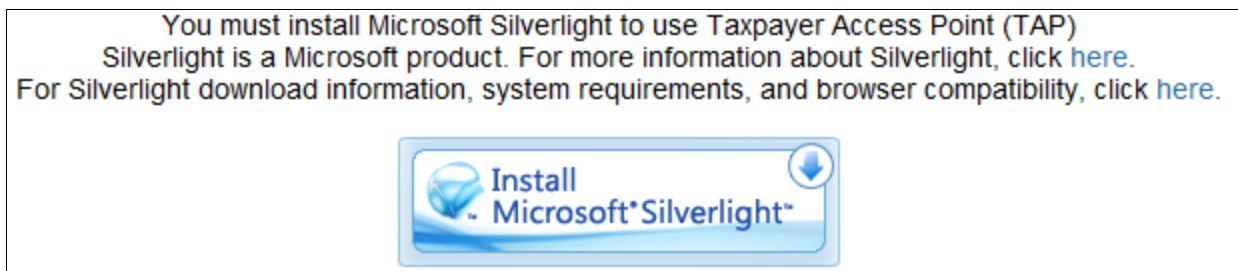 You must install Microsoft Silverlight to use Taxpayer Access Point (TAP)
Silverlight is a Microsoft product. For more information about Silverlight, click here.
For Silverlight download information, system requirements, and browser compatibility, click here.
Install
Microsoft® Silverlight™